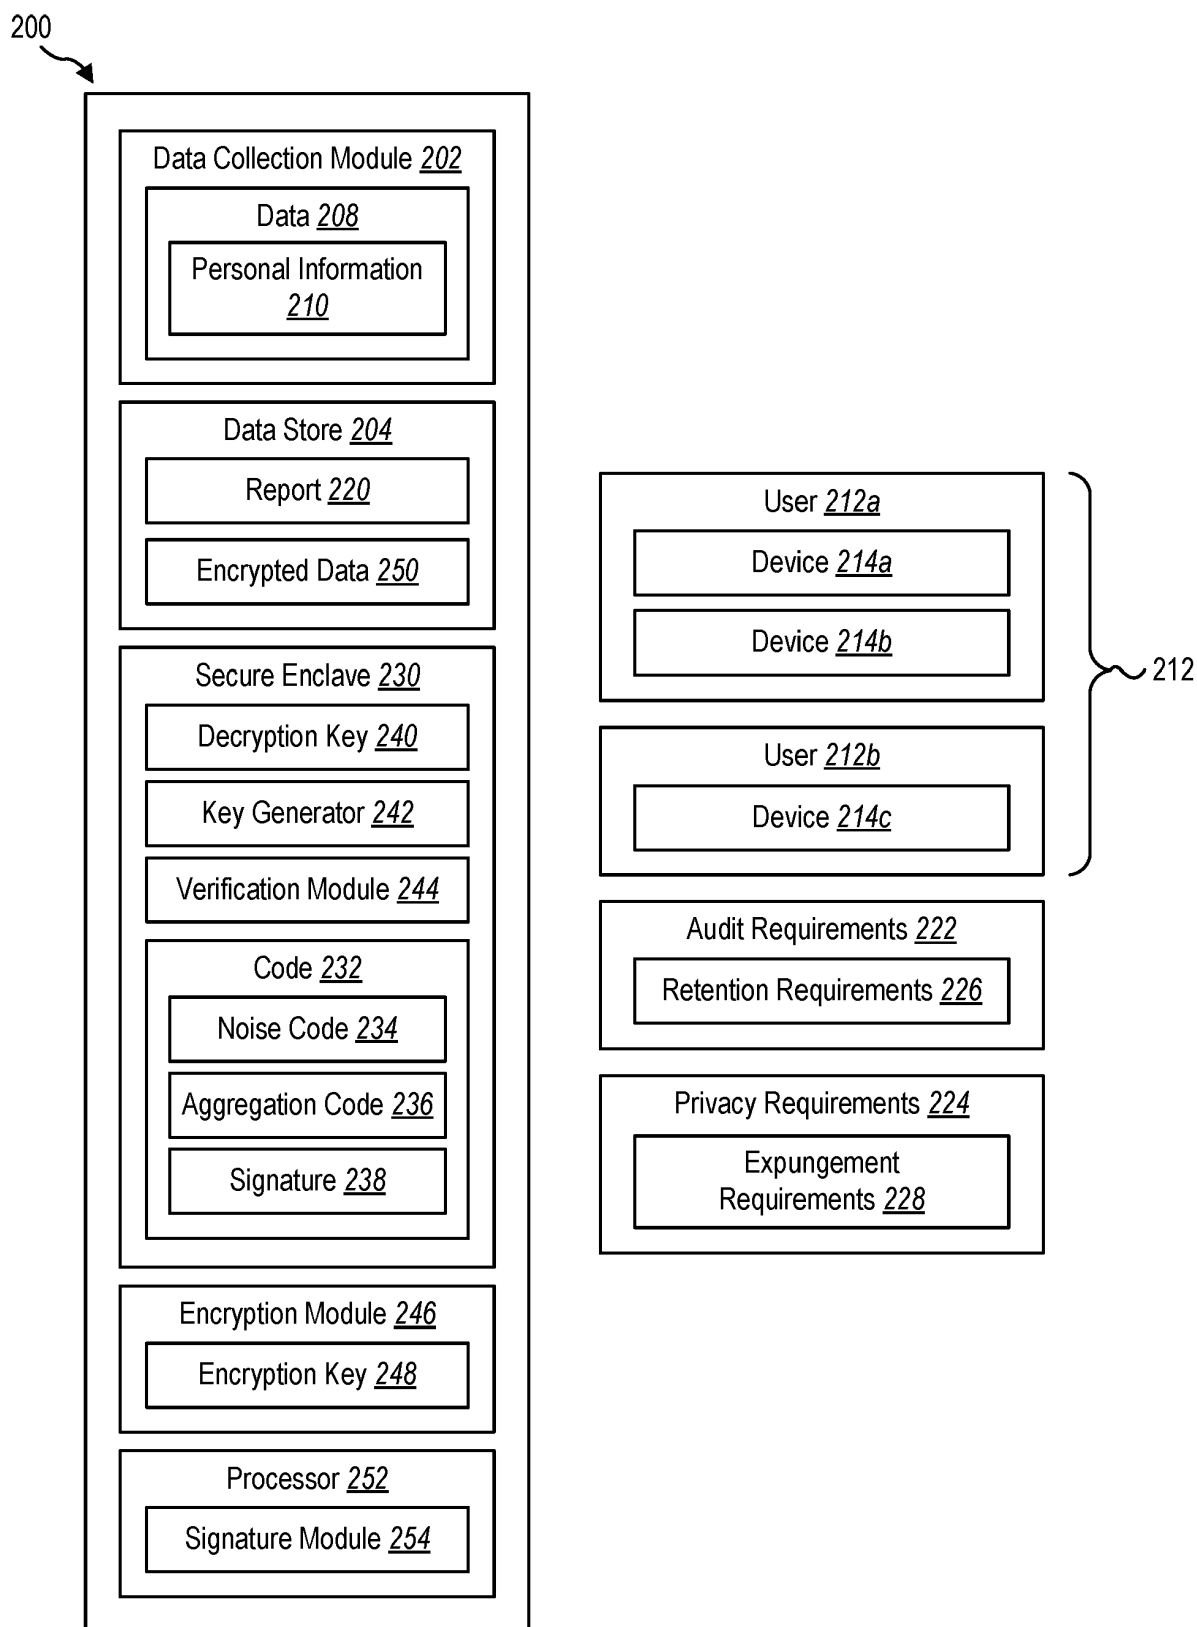 200
Data Collection Module 202
Data 208
Personal Information
210
Data Store 204
Report 220
Encrypted Data 250
Secure Enclave 230
Decryption Key 240
Key Generator 242
Verification Module 244
Code 232
Noise Code 234
Aggregation Code 236
Signature 238
Encryption Module 246
Encryption Key 248
Processor 252
Signature Module 254
User 212a
Device 214a
Device 214b
User 212b
Device 214c
212
Audit Requirements 222
Retention Requirements 226
Privacy Requirements 224
Expungement
Requirements 228